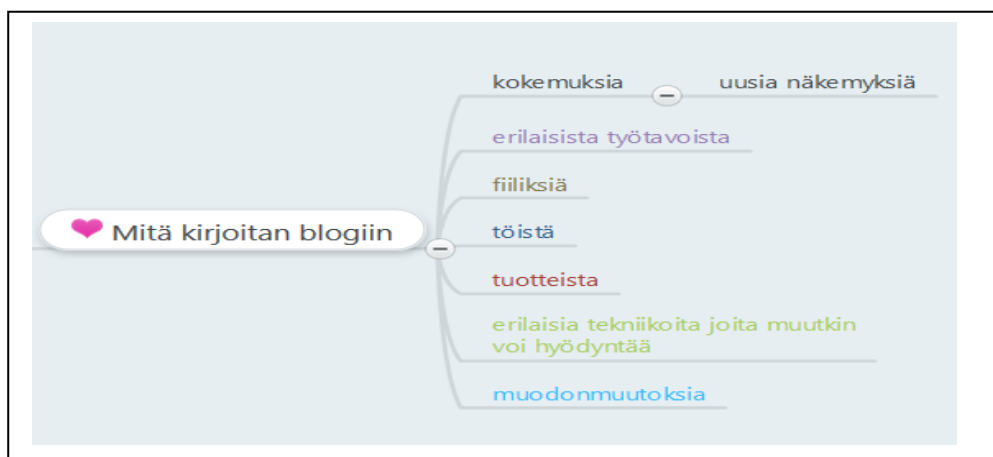 kokemuksia
uusia näkemyksiä
erilaisista työtavoista
fiiliksiä
Mitä kirjoitan blogiin
töistä
tuotteista
erilaisia tekniikoita joita muutkin
voi hyödyntää
muodonmuutoksia